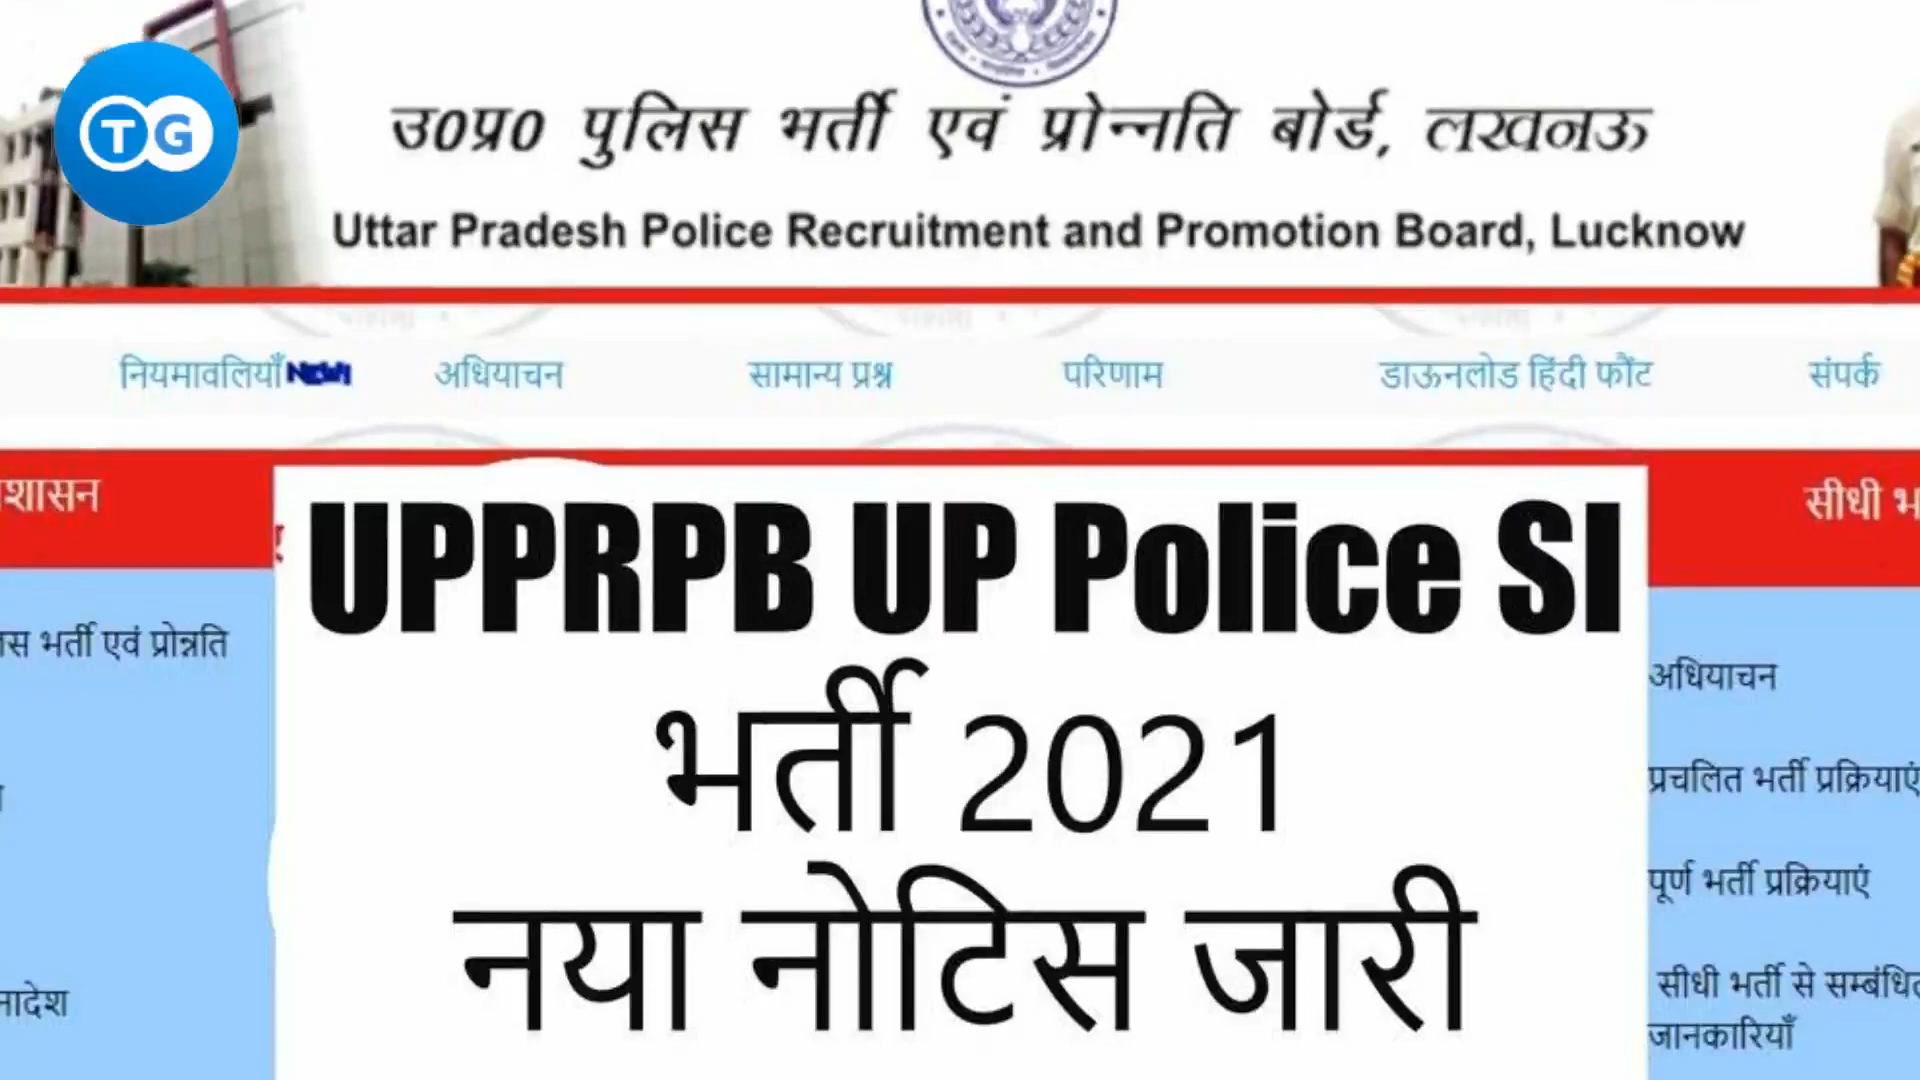 TG
उ0प्र0 पुलिस भर्ती एवं प्रोन्नति बोर्ड, लखनऊ
Uttar Pradesh Police Recruitment and Promotion Board, Lucknow
नियमावलियाँ NEW! अधियाचन सामान्य प्रश्न परिणाम डाऊनलोड हिंदी फौंट संपर्क
शासन
सीधी भ
UPPRPB UP Police SI
भर्ती 2021
नया नोटिस जारी
स भर्ती एवं प्रोन्नति
अधियाचन
प्रचलित भर्ती प्रक्रियाएं
पूर्ण भर्ती प्रक्रियाएं
सीधी भर्ती से सम्बंधित
जानकारियाँ
नादेश